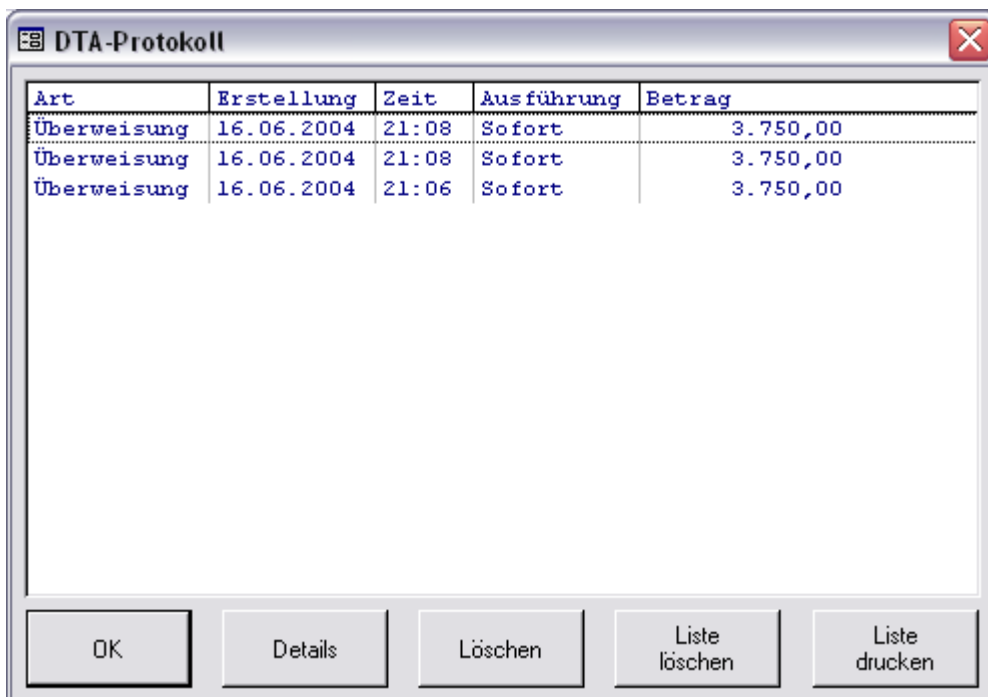 DTA-Protokoll
Art Erstellung Zeit Ausführung Betrag
Überweisung 16.06.2004 21:08 Sofort 3.750,00
Überweisung 16.06.2004 21:08 Sofort 3.750,00
Überweisung 16.06.2004 21:06 Sofort 3.750,00
OK
Details
Löschen
Liste
löschen
Liste
drucken